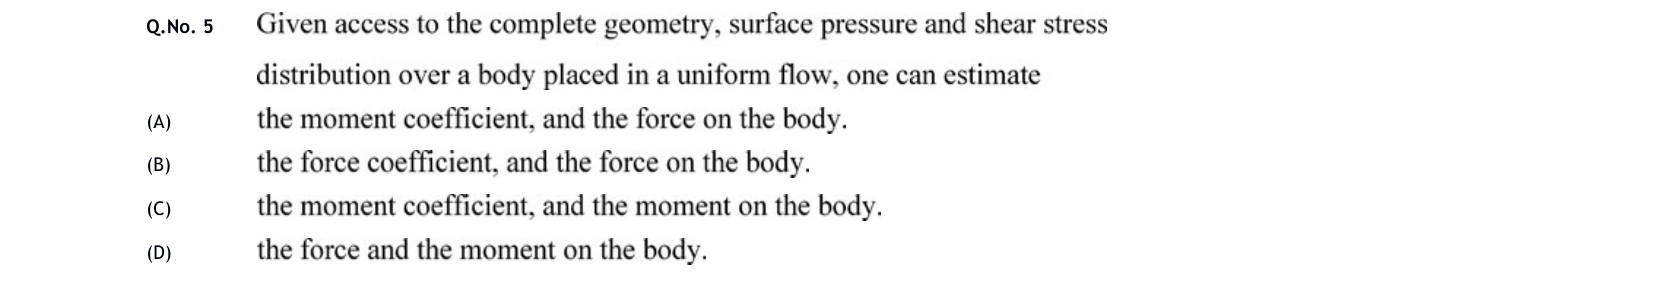 Q.No. 5 Given access to the complete geometry, surface pressure and shear stress
distribution over a body placed in a uniform flow, one can estimate
(A) the moment coefficient, and the force on the body.
(B) the force coefficient, and the force on the body.
(C) the moment coefficient, and the moment on the body.
(D) the force and the moment on the body.